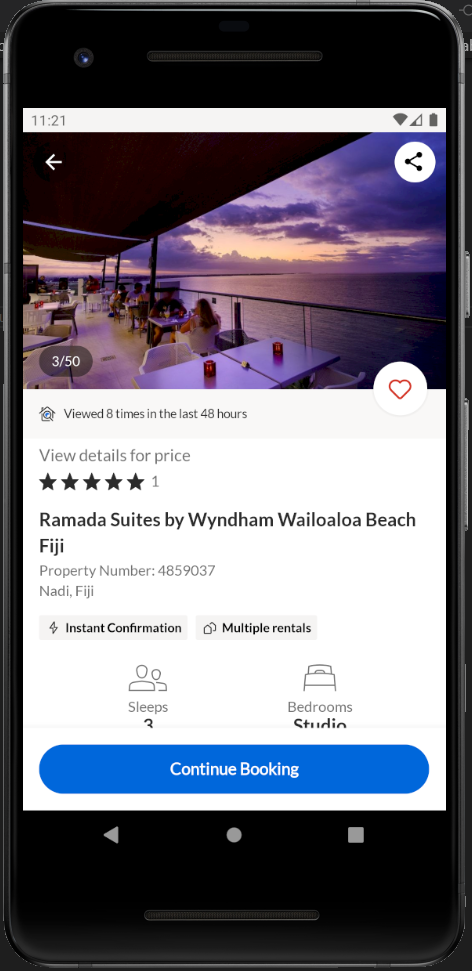 11:21
3/50
Viewed 8 times in the last 48 hours
View details for price
1
Ramada Suites by Wyndham Wailoaloa Beach
Fiji
Property Number: 4859037
Nadi, Fiji
Instant Confirmation
Multiple rentals
Sleeps
Bedrooms
3
Studio
Continue Booking